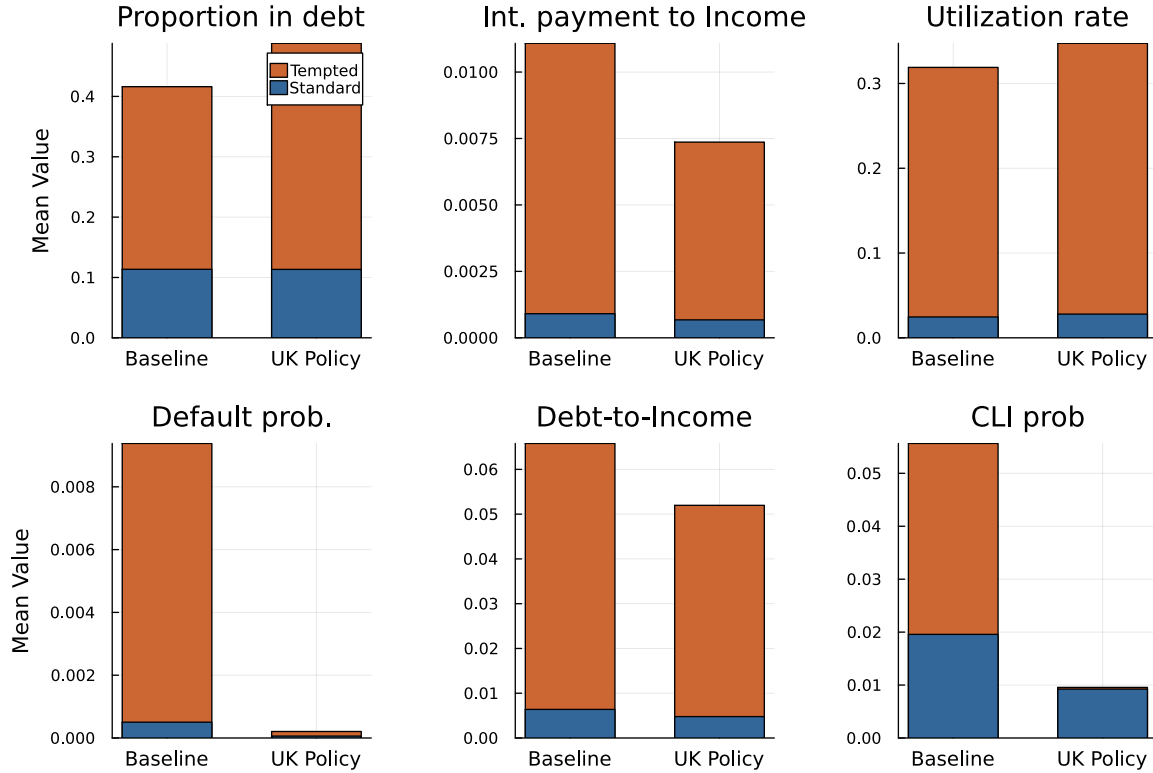 Proportion in debt
Mean Value
0.4
0.3
0.2
0.1
0.0
Tempted
Standard
Baseline
UK Policy
Int. payment to Income
0.0100
0.0075
0.0050
0.0025
0.0000
Baseline
UK Policy
Utilization rate
0.3
0.2
0.1
0.0
Baseline
UK Policy
Default prob.
Mean Value
0.008
0.006
0.004
0.002
0.000
Baseline
UK Policy
Debt-to-Income
0.06
0.05
0.04
0.03
0.02
0.01
0.00
Baseline
UK Policy
CLI prob
0.05
0.04
0.03
0.02
0.01
0.00
Baseline
UK Policy